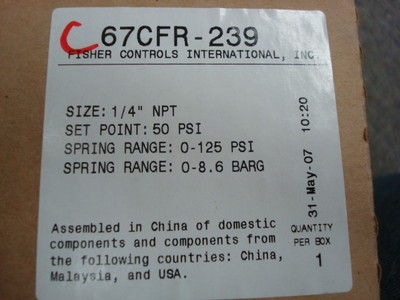 C 67CFR-239
FISHER CONTROLS INTERNATIONAL, INC.
SIZE: 1/4" NPT
SET POINT: 50 PSI
SPRING RANGE: 0-125 PSI
SPRING RANGE: 0-8.6 BARG
31-May-07 10:20
Assembled in China of domestic
components and components from
the following countries: China,
Malaysia, and USA.
QUANTITY
PER BOX
1